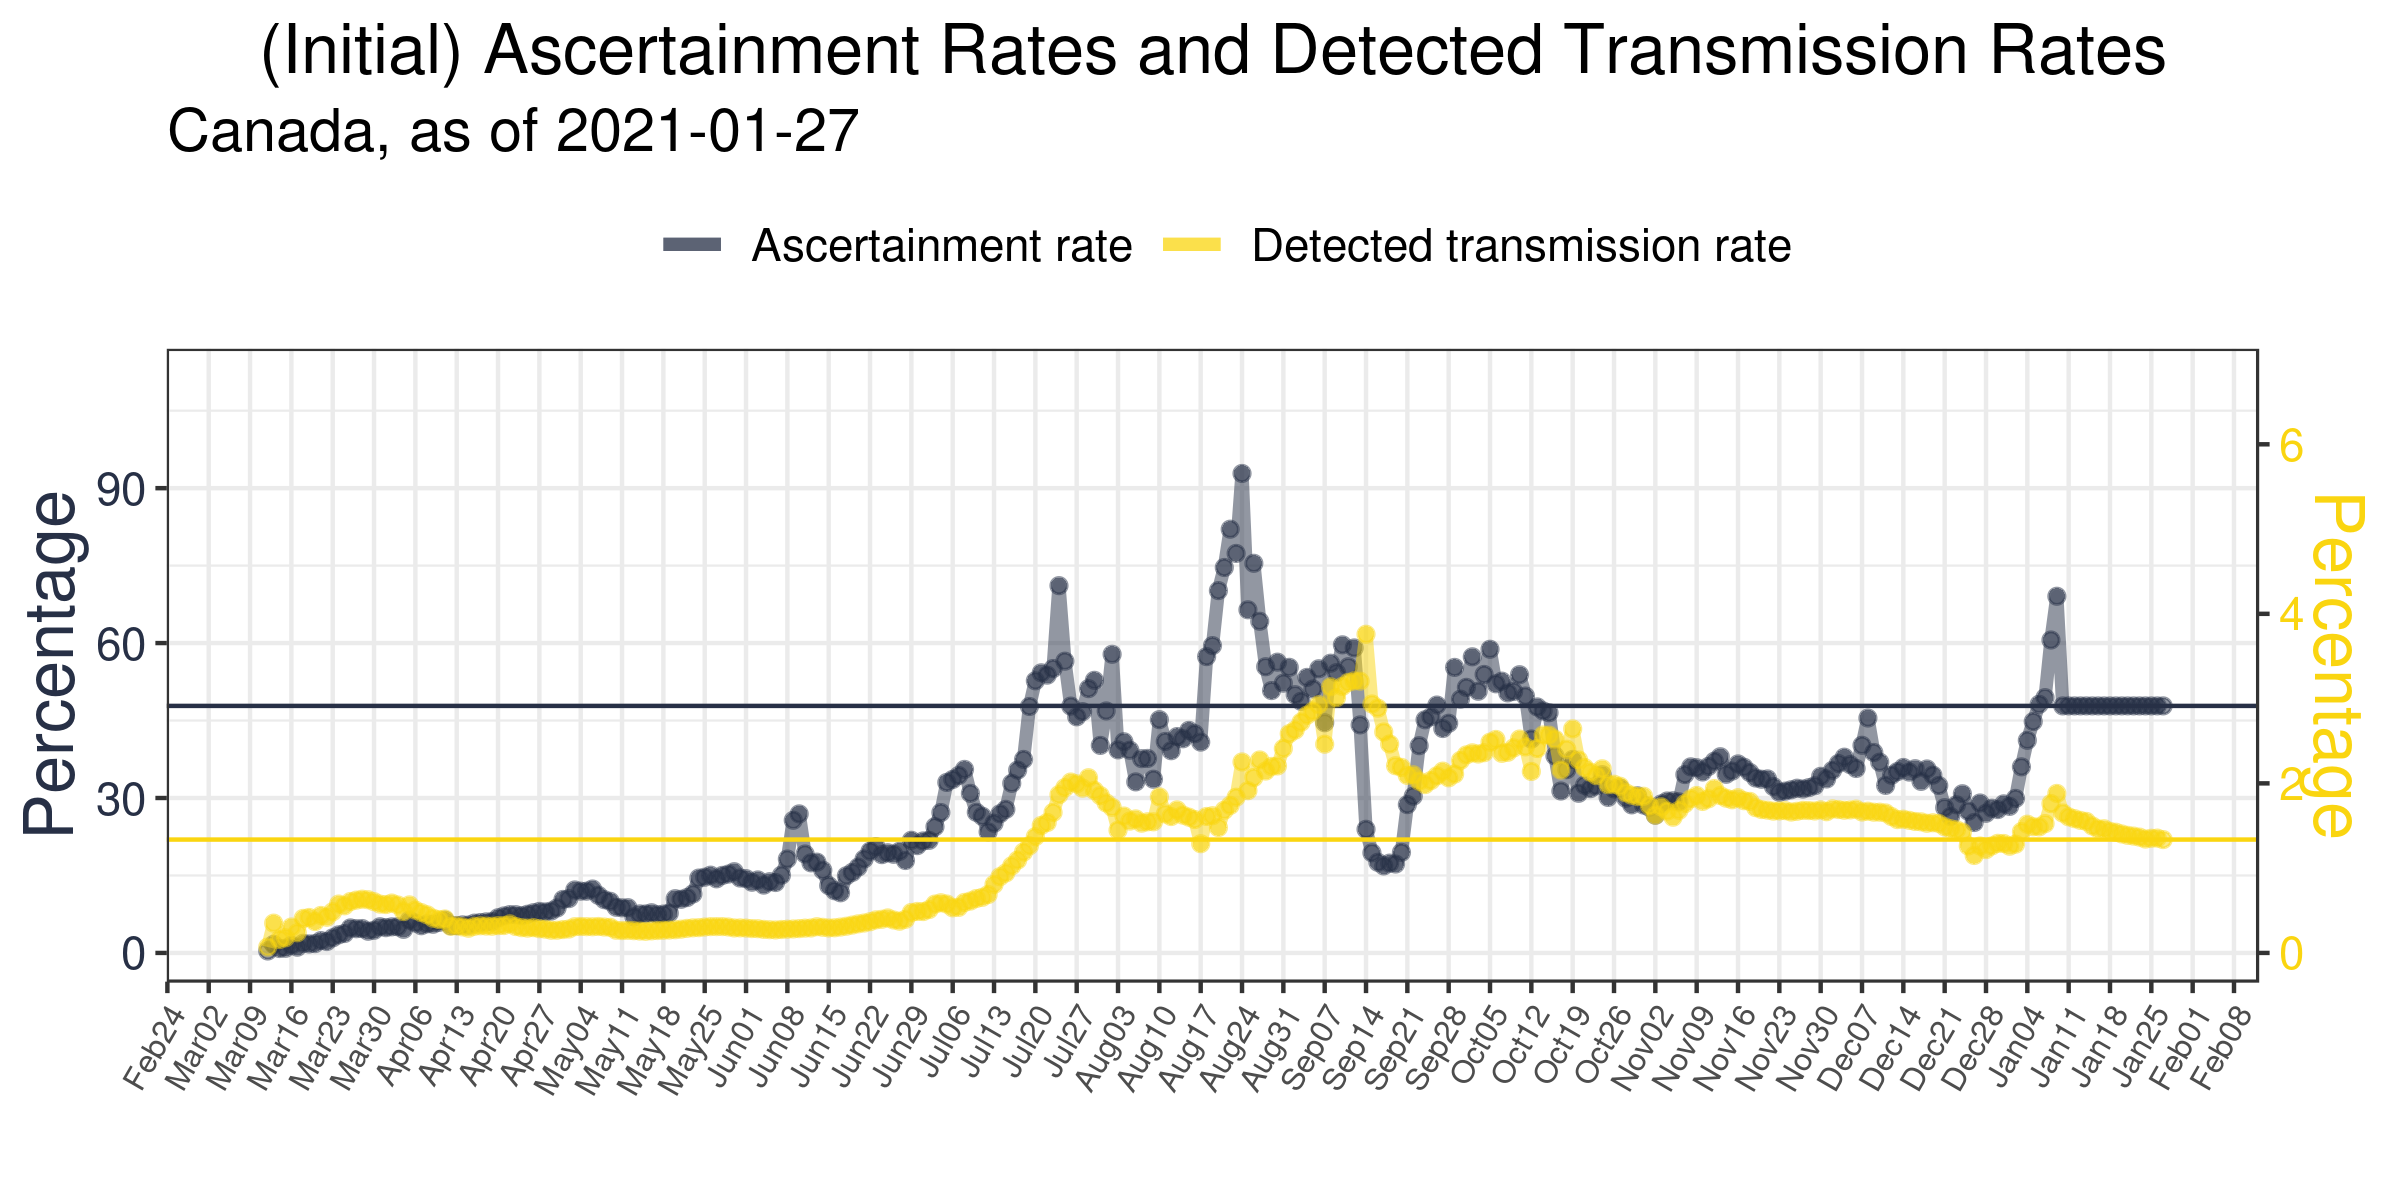 (Initial) Ascertainment Rates and Detected Transmission Rates
Canada, as of 2021-01-27
Ascertainment rate Detected transmission rate
Percentage
90
60
30
0
6
4
2
0
Percentage
Feb24 Mar02 Mar09 Mar16 Mar23 Mar30 Apr06 Apr13 Apr20 Apr27 May04 May11 May18 May25 Jun01 Jun08 Jun15 Jun22 Jun29 Jul06 Jul13 Jul20 Jul27 Aug03 Aug10 Aug17 Aug24 Aug31 Sep07 Sep14 Sep21 Sep28 Oct05 Oct12 Oct19 Oct26 Nov02 Nov09 Nov16 Nov23 Nov30 Dec07 Dec14 Dec21 Dec28 Jan04 Jan11 Jan18 Jan25 Feb01 Feb08